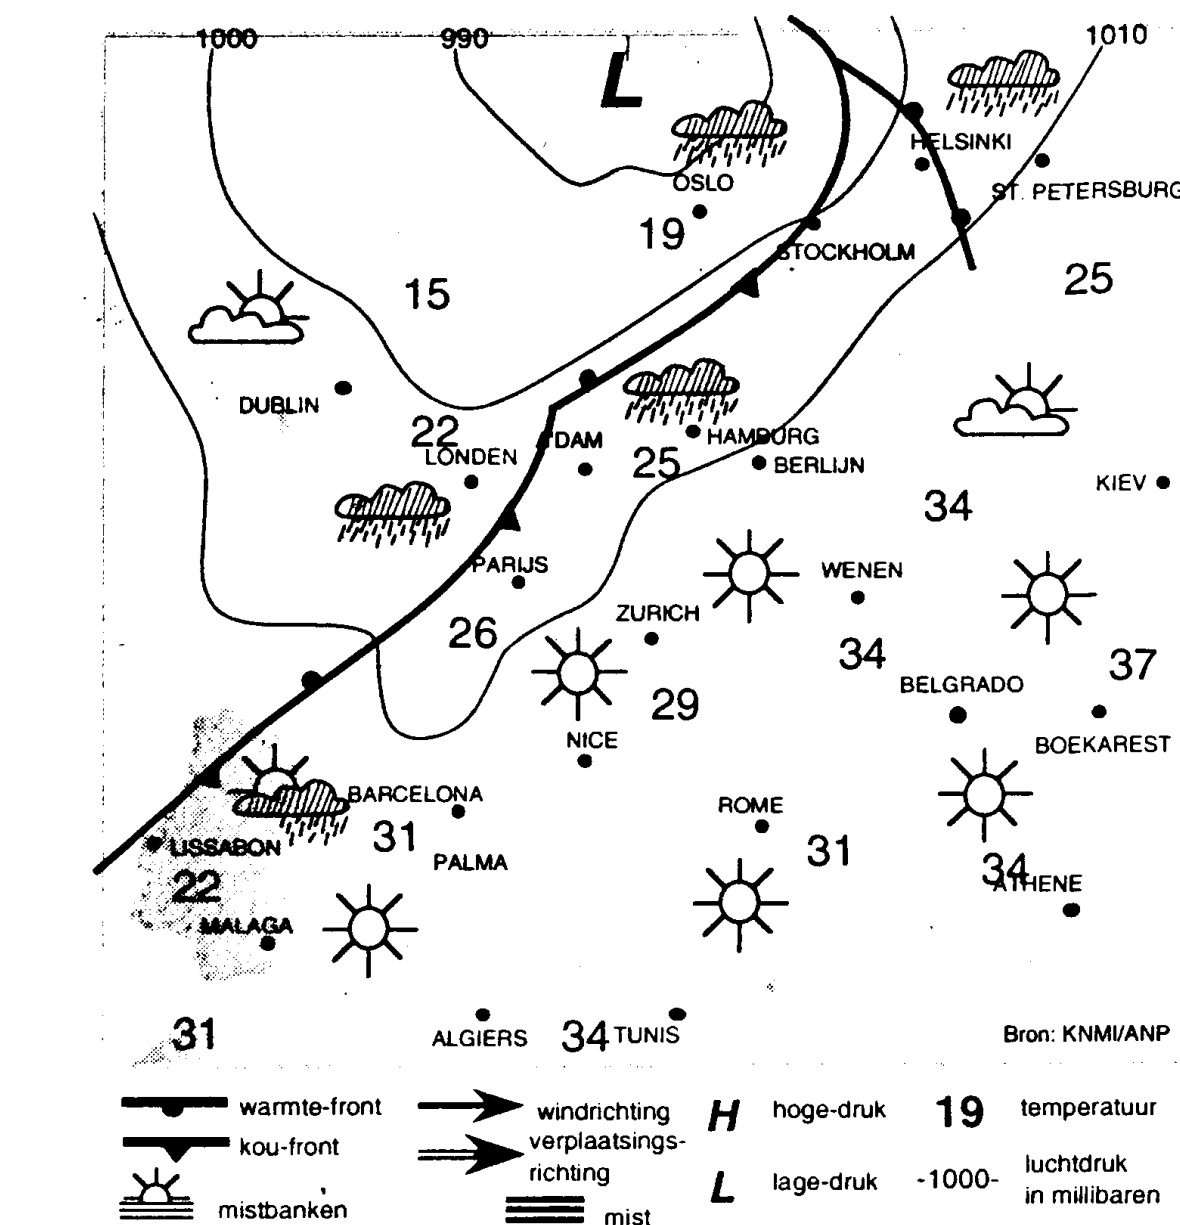 1000 990 1010
L
HELSINKI
OSLO
ST. PETERSBURG
19
STOCKHOLM
25
15
DUBLIN
22
LONDEN
A'DAM
HAMBURG
25
BERLIJN
KIEV
34
PARIJS
WENEN
ZURICH
26
34
37
BELGRADO
29
NICE
BOEKAREST
BARCELONA
ROME
31
31
LISSABON
PALMA
34
ATHENE
22
MALAGA
31
ALGIERS
34
TUNIS
Bron: KNMI/ANP
warmte-front
kou-front
mistbanken
windrichting
verplaatsings-
richting
mist
H hoge-druk
L lage-druk
19 temperatuur
-1000- luchtdruk
in millibaren